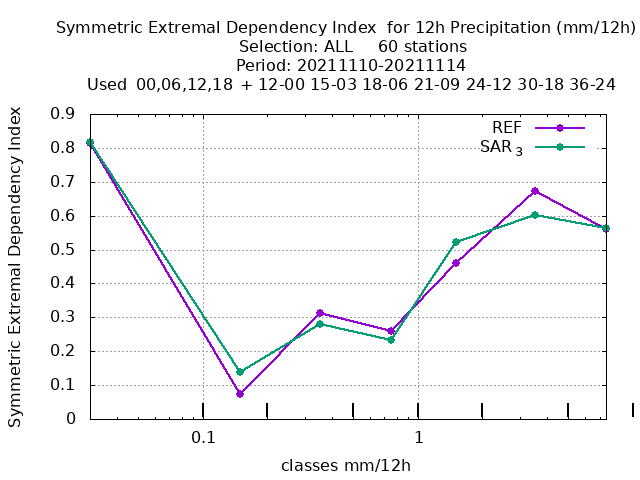 Symmetric Extremal Dependency Index  for 12h Precipitation (mm/12h)
Selection: ALL     60 stations
Period: 20211110-20211114
Used  00,06,12,18  + 12-00 15-03 18-06 21-09 24-12 30-18 36-24
Symmetric Extremal Dependency Index
0.9
0.8
0.7
0.6
0.5
0.4
0.3
0.2
0.1
0
REF
SAR 3
0.1
1
classes mm/12h